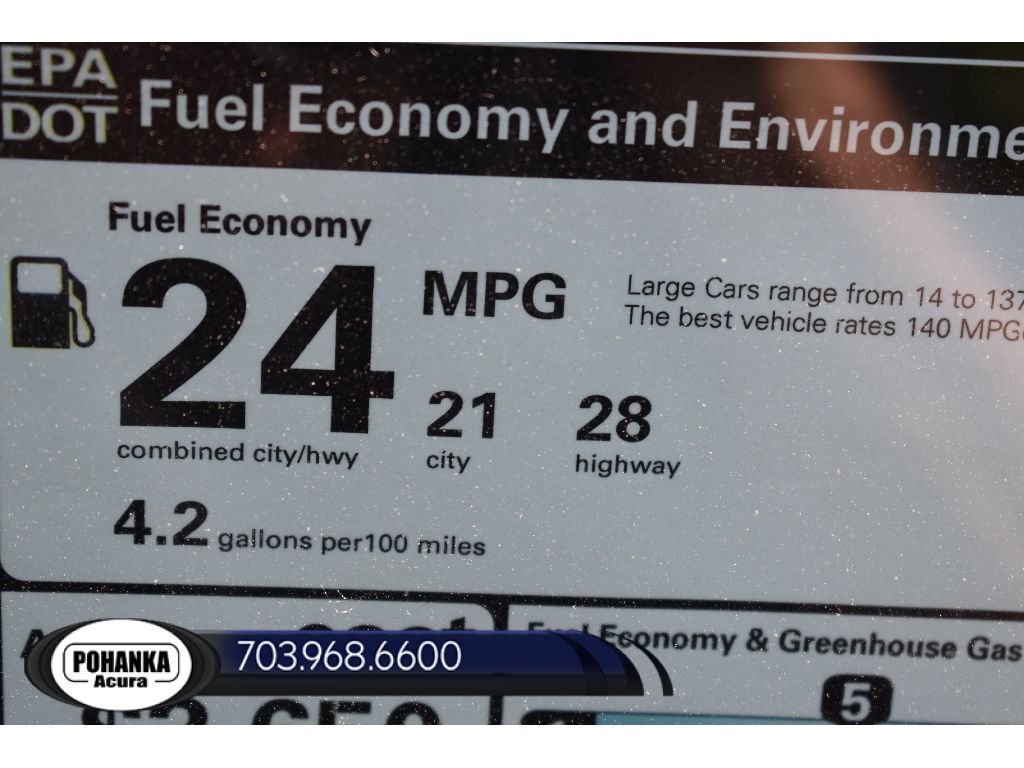 EPA
DOT
Fuel Economy and Environme
Fuel Economy
24 MPG
Large Cars range from 14 to 137
The best vehicle rates 140 MPGe
21
28
combined city/hwy
city
highway
4.2 gallons per100 miles
Fuel Economy & Greenhouse Gas
5
POHANKA
Acura
703.968.6600